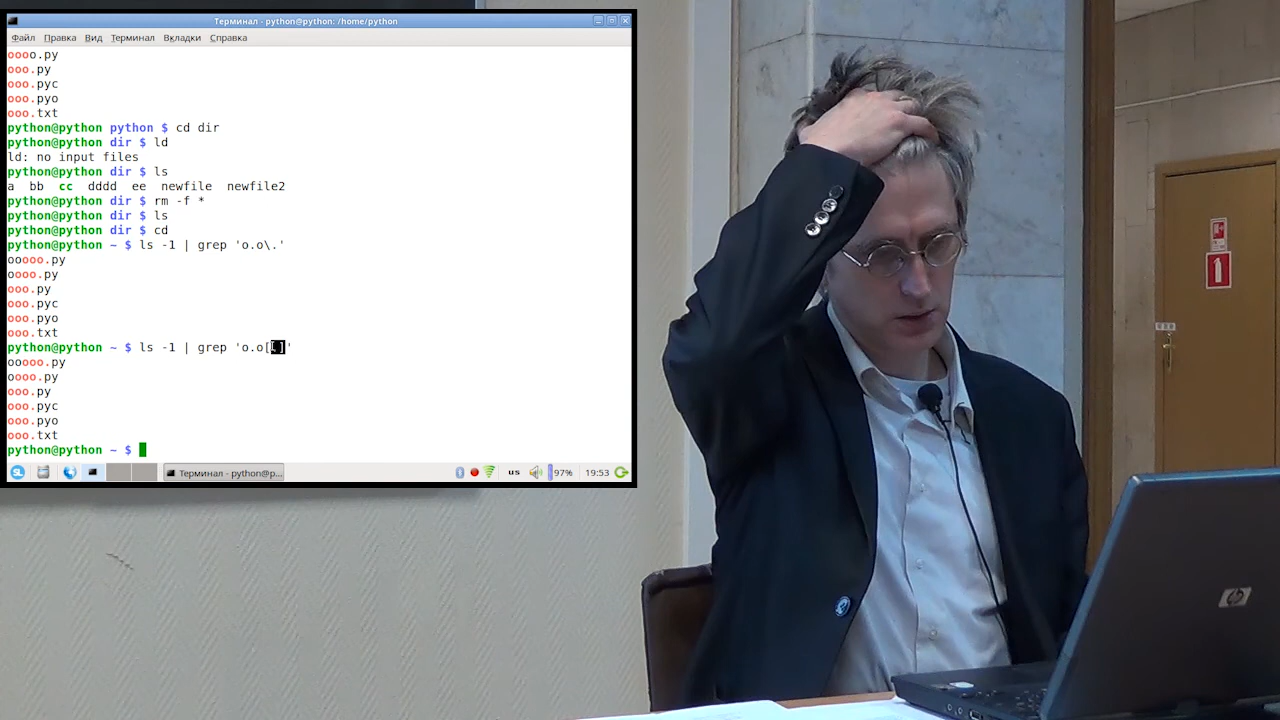 Терминал - python@python: /home/python
Файл Правка Вид Терминал Вкладки Справка
oooo.py
ooo.py
ooo.pyc
ooo.pyo
ooo.txt
python@python python $ cd dir
python@python dir $ ld
ld: no input files
python@python dir $ ls
a bb cc dddd ee newfile newfile2
python@python dir $ rm -f *
python@python dir $ ls
python@python dir $ cd
python@python ~ $ ls -1 | grep 'o.o\.'
ooooo.py
oooo.py
ooo.py
ooo.pyc
ooo.pyo
ooo.txt
python@python ~ $ ls -1 | grep 'o.o[.]'
ooooo.py
oooo.py
ooo.py
ooo.pyc
ooo.pyo
ooo.txt
python@python ~ $
Терминал - python@p... us 97% 19:53
hp